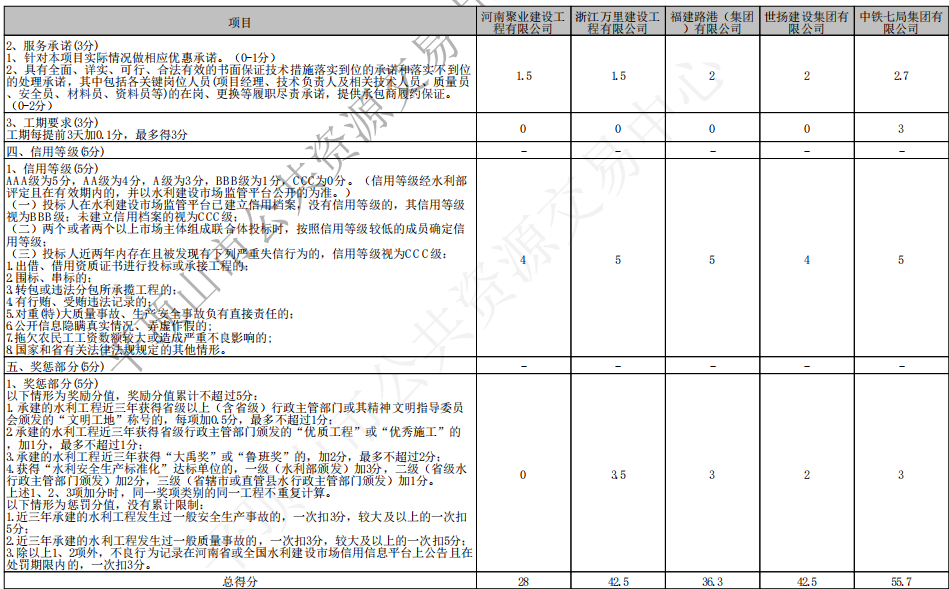 项目 河南聚业建设工 浙江万里建设工 福建路港（集团 世扬建设集团有 中铁七局集团有
程有限公司 程有限公司 ）有限公司 限公司 限公司
2、服务承诺(3分)
1、针对本项目实际情况做相应优惠承诺。（0-1分）
2、具有全面、详实、可行、合法有效的书面保证技术措施落实到位的承诺和落实不到位
的处理承诺，其中包括各关键岗位人员(项目经理、技术负责人及相关技术人员、质量员
、安全员、材料员、资料员等)的在岗、更换等履职尽责承诺，提供承包商履约保证。
（0-2分） 1.5 1.5 2 2 2.7
3、工期要求(3分)
工期每提前3天加0.1分，最多得3分 0 0 0 0 3
四、信用等级(5分) – – – – –
1、信用等级(5分)
AAA级为5分，AA级为4分，A级为3分，BBB级为1分，CCC为0分。（信用等级经水利部
评定且在有效期内的，并以水利建设市场监管平台公开的为准。）
（一）投标人在水利建设市场监管平台已建立信用档案，没有信用等级的，其信用等级
视为BBB级；未建立信用档案的视为CCC级；
（二）两个或者两个以上市场主体组成联合体投标时，按照信用等级较低的成员确定信
用等级；
（三）投标人近两年内存在且被发现有下列严重失信行为的，信用等级视为CCC级：
1.出借、借用资质证书进行投标或承接工程的；
2.围标、串标的；
3.转包或违法分包所承揽工程的；
4.有行贿、受贿违法记录的；
5.对重(特)大质量事故、生产安全事故负有直接责任的；
6.公开信息隐瞒真实情况、弄虚作假的;
7.拖欠农民工工资数额较大或造成严重不良影响的;
8.国家和省有关法律法规规定的其他情形。 4 5 5 4 5
五、奖惩部分(5分) – – – – –
1、奖惩部分(5分)
以下情形为奖励分值，奖励分值累计不超过5分：
1.承建的水利工程近三年获得省级以上（含省级）行政主管部门或其精神文明指导委员
会颁发的“文明工地”称号的，每项加0.5分，最多不超过1分；
2.承建的水利工程近三年获得省级行政主管部门颁发的“优质工程”或“优秀施工”的
，加1分，最多不超过1分；
3.承建的水利工程近三年获得“大禹奖”或“鲁班奖”的，加2分，最多不超过2分；
4.获得“水利安全生产标准化”达标单位的，一级（水利部颁发）加3分，二级（省级水
行政主管部门颁发）加2分，三级（省辖市或直管县水行政主管部门颁发）加1分。
上述1、2、3项加分时，同一奖项类别的同一工程不重复计算。
以下情形为惩罚分值，没有累计限制：
1.近三年承建的水利工程发生过一般安全生产事故的，一次扣3分，较大及以上的一次扣
5分；
2.近三年承建的水利工程发生过一般质量事故的，一次扣3分，较大及以上的一次扣5分；
3.除以上1、2项外，不良行为记录在河南省或全国水利建设市场信用信息平台上公告且在
处罚期限内的，一次扣3分。 0 3.5 3 2 3
总得分 28 42.5 36.3 42.5 55.7
平顶山市公共资源交易中心
平顶山市公共资源交易中心